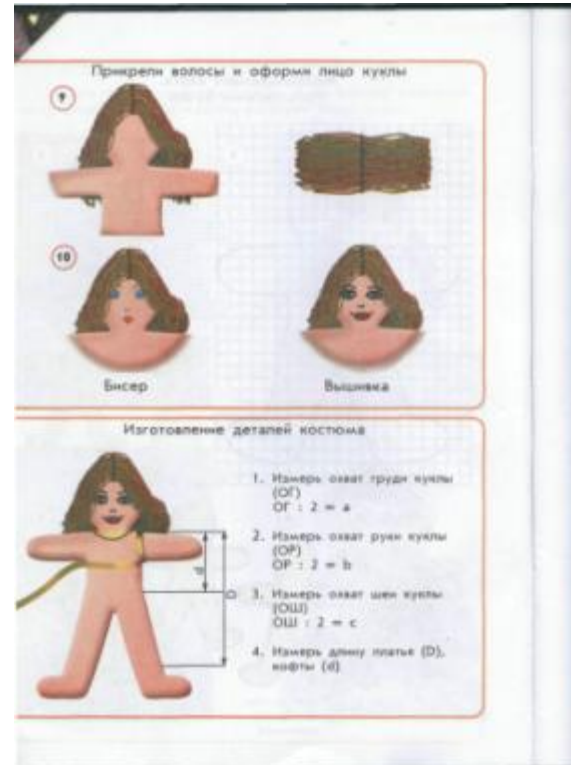 Прикрепи волосы и оформи лицо куклы
9
10
Бисер
Вышивка
Изготовление деталей костюма
1. Измерь охват груди куклы
(ОГ)
ОГ : 2 = a
2. Измерь охват руки куклы
(ОР)
ОР : 2 = b
d
D
3. Измерь охват шеи куклы
(ОШ)
ОШ : 2 = c
4. Измерь длину платья (D),
кофты (d)